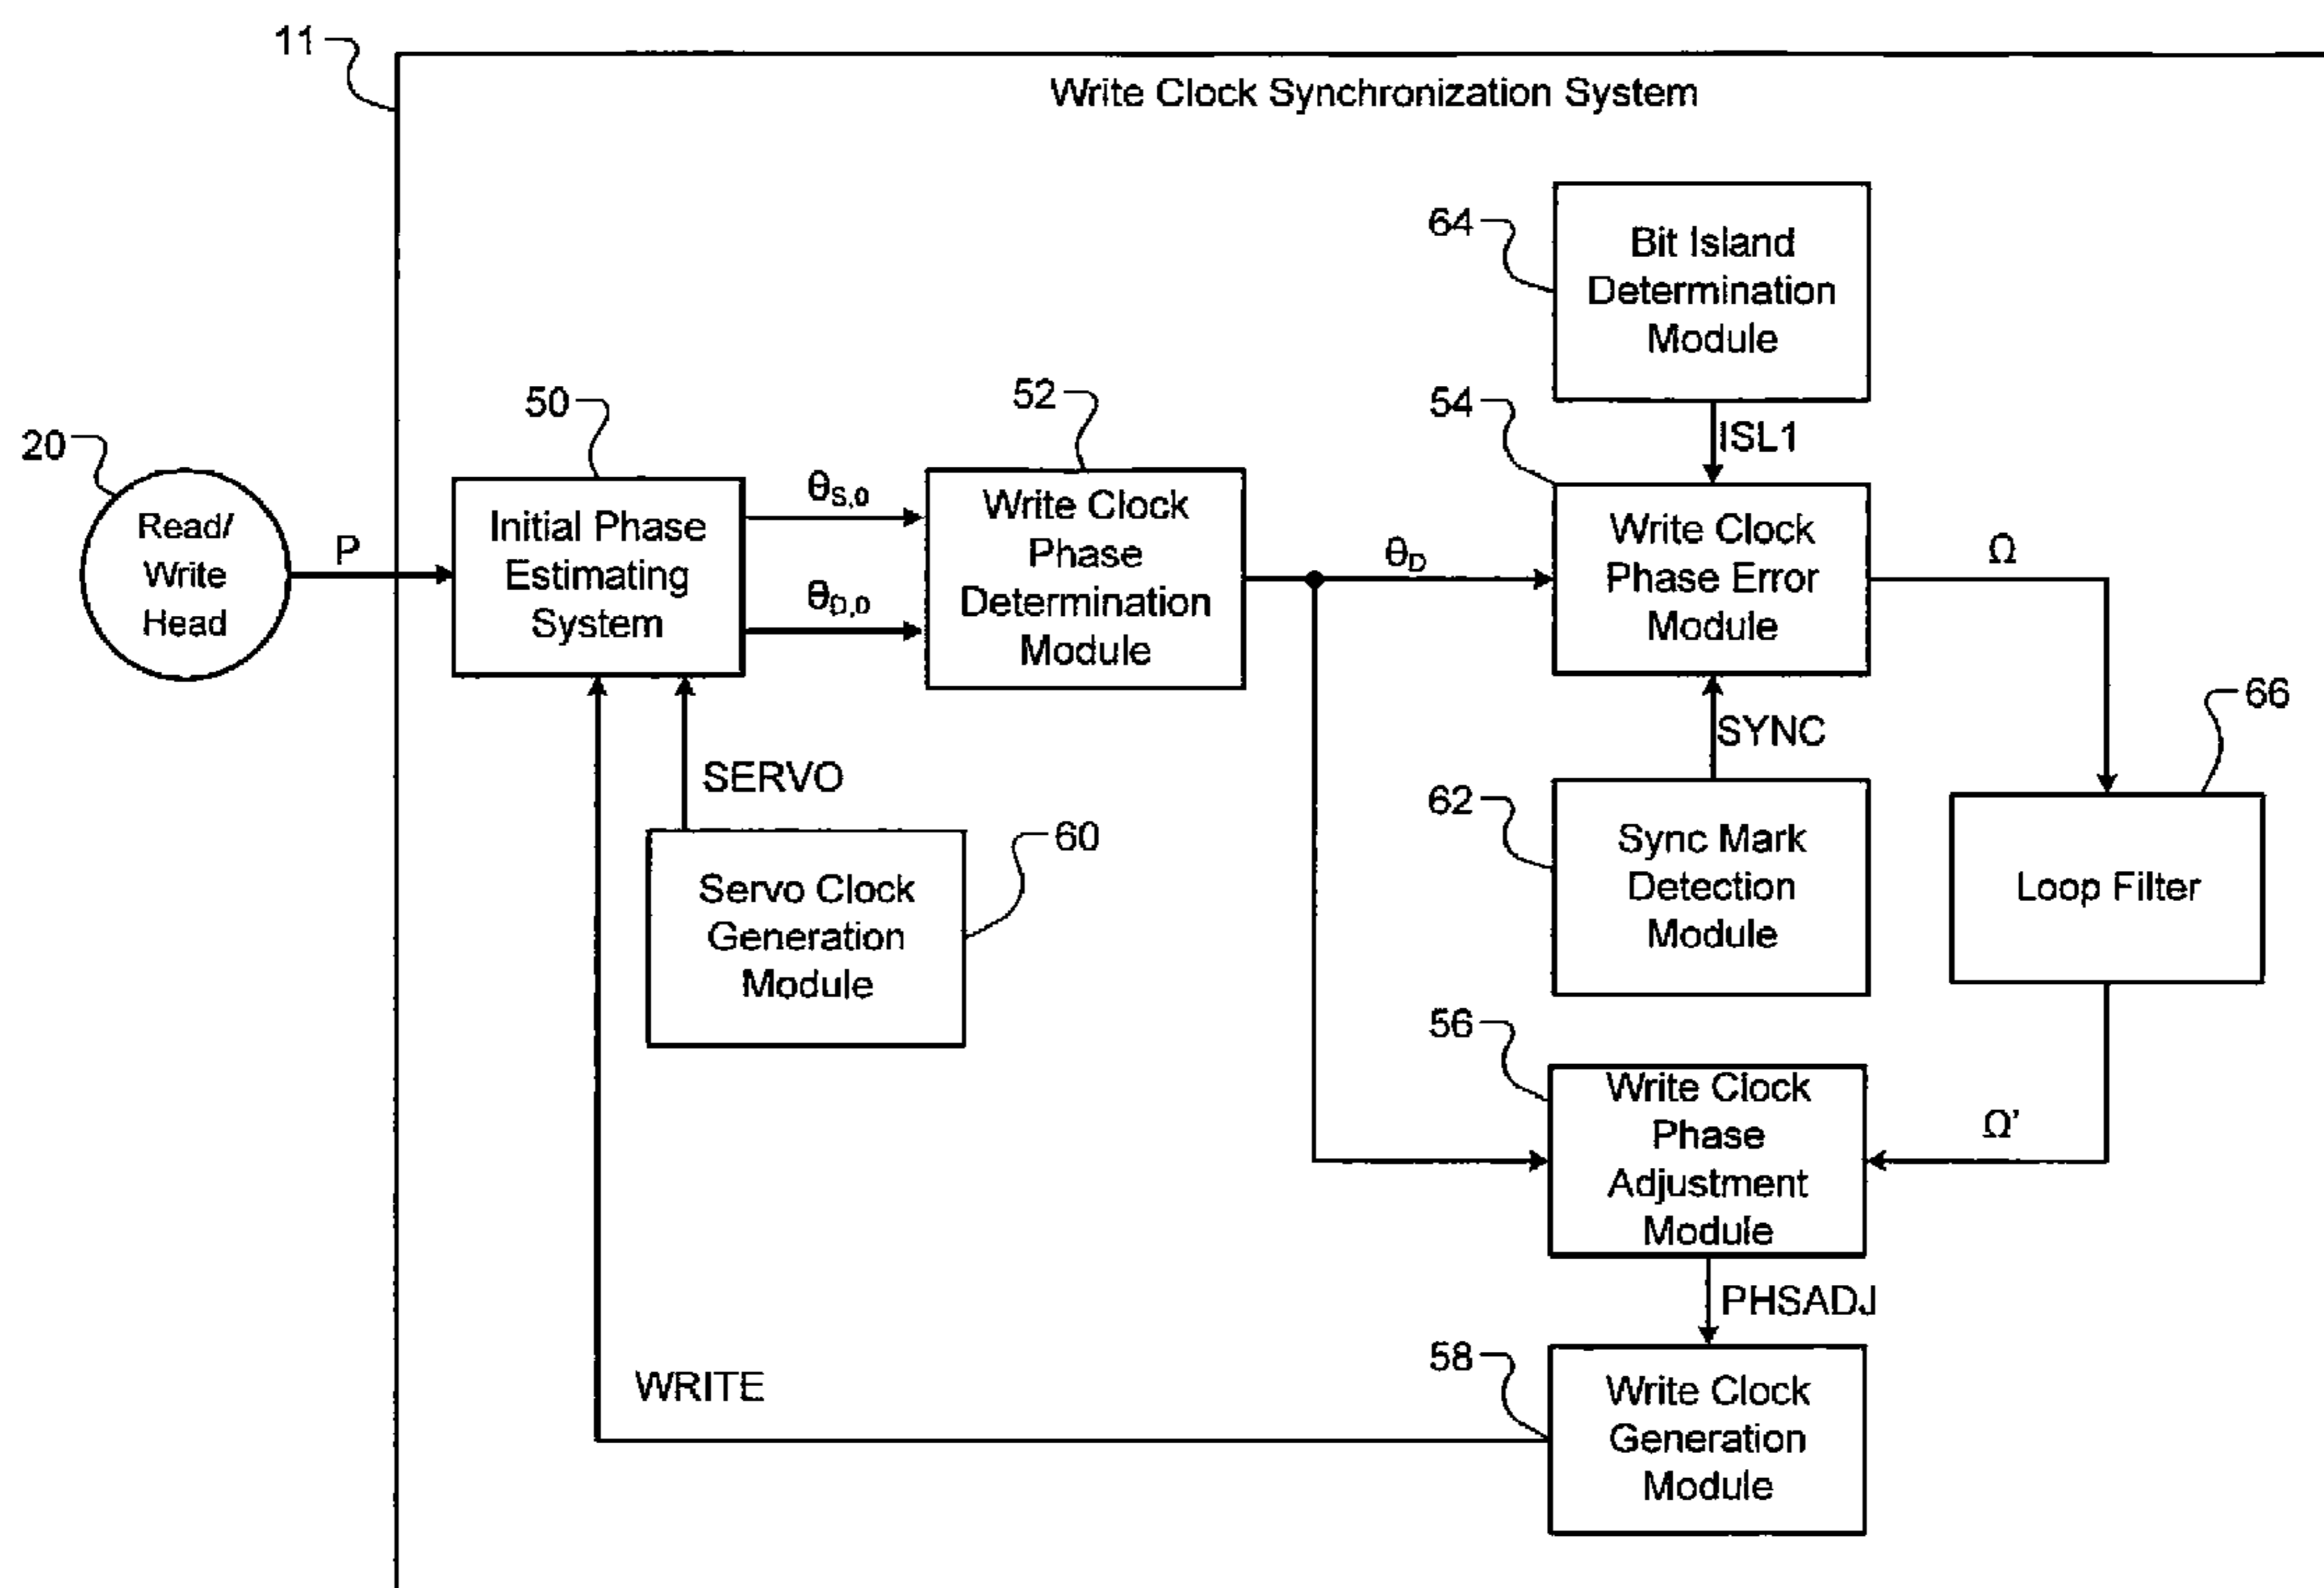 11
Write Clock Synchronization System
64
Bit Island
Determination
Module
ISL1
50
52
54
20
Read/
Write
Head
P
Initial Phase
Estimating
System
θS,0
θD,0
Write Clock
Phase
Determination
Module
θD
Write Clock
Phase Error
Module
Ω
SYNC
66
SERVO
60
Servo Clock
Generation
Module
62
Sync Mark
Detection
Module
Loop Filter
56
Write Clock
Phase
Adjustment
Module
Ω’
PHSADJ
WRITE
58
Write Clock
Generation
Module